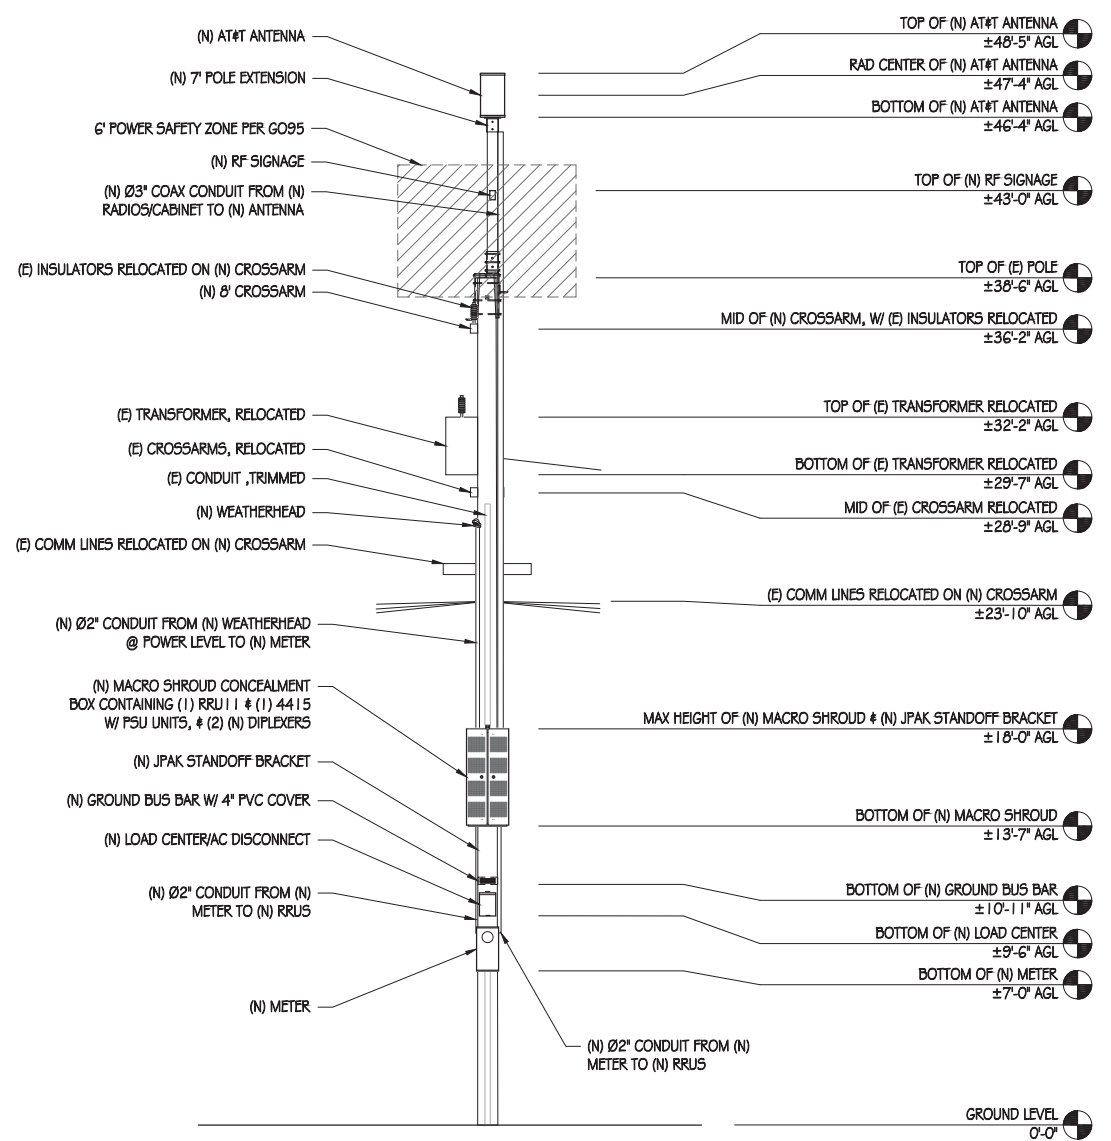 (N) AT&T ANTENNA
(N) 7' POLE EXTENSION
6' POWER SAFETY ZONE PER GO95
(N) RF SIGNAGE
(N) Ø3" COAX CONDUIT FROM (N)
RADIOS/CABINET TO (N) ANTENNA
(E) INSULATORS RELOCATED ON (N) CROSSARM
(N) 8' CROSSARM
(E) TRANSFORMER, RELOCATED
(E) CROSSARMS, RELOCATED
(E) CONDUIT ,TRIMMED
(N) WEATHERHEAD
(E) COMM LINES RELOCATED ON (N) CROSSARM
(N) Ø2" CONDUIT FROM (N) WEATHERHEAD
@ POWER LEVEL TO (N) METER
(N) MACRO SHROUD CONCEALMENT
BOX CONTAINING (1) RRU11 & (1) 4415
W/ PSU UNITS, & (2) (N) DIPLEXERS
(N) JPAK STANDOFF BRACKET
(N) GROUND BUS BAR W/ 4" PVC COVER
(N) LOAD CENTER/AC DISCONNECT
(N) Ø2" CONDUIT FROM (N)
METER TO (N) RRUS
(N) METER
(N) Ø2" CONDUIT FROM (N)
METER TO (N) RRUS
TOP OF (N) AT&T ANTENNA
±48'-5" AGL
RAD CENTER OF (N) AT&T ANTENNA
±47'-4" AGL
BOTTOM OF (N) AT&T ANTENNA
±46'-4" AGL
TOP OF (N) RF SIGNAGE
±43'-0" AGL
TOP OF (E) POLE
±38'-6" AGL
MID OF (N) CROSSARM, W/ (E) INSULATORS RELOCATED
±36'-2" AGL
TOP OF (E) TRANSFORMER RELOCATED
±32'-2" AGL
BOTTOM OF (E) TRANSFORMER RELOCATED
±29'-7" AGL
MID OF (E) CROSSARM RELOCATED
±28'-9" AGL
(E) COMM LINES RELOCATED ON (N) CROSSARM
±23'-10" AGL
MAX HEIGHT OF (N) MACRO SHROUD & (N) JPAK STANDOFF BRACKET
±18'-0" AGL
BOTTOM OF (N) MACRO SHROUD
±13'-7" AGL
BOTTOM OF (N) GROUND BUS BAR
±10'-11" AGL
BOTTOM OF (N) LOAD CENTER
±9'-6" AGL
BOTTOM OF (N) METER
±7'-0" AGL
GROUND LEVEL
0'-0"